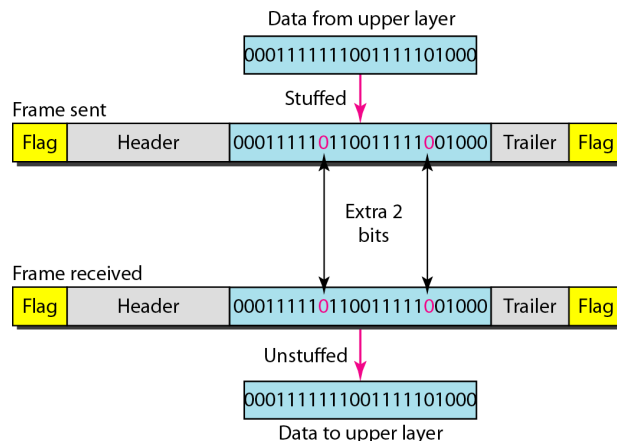 Data from upper layer
0001111111001111101000
Stuffed
Frame sent
Flag Header 000111110110011111001000 Trailer Flag
Extra 2
bits
Frame received
Flag Header 000111110110011111001000 Trailer Flag
Unstuffed
0001111111001111101000
Data to upper layer